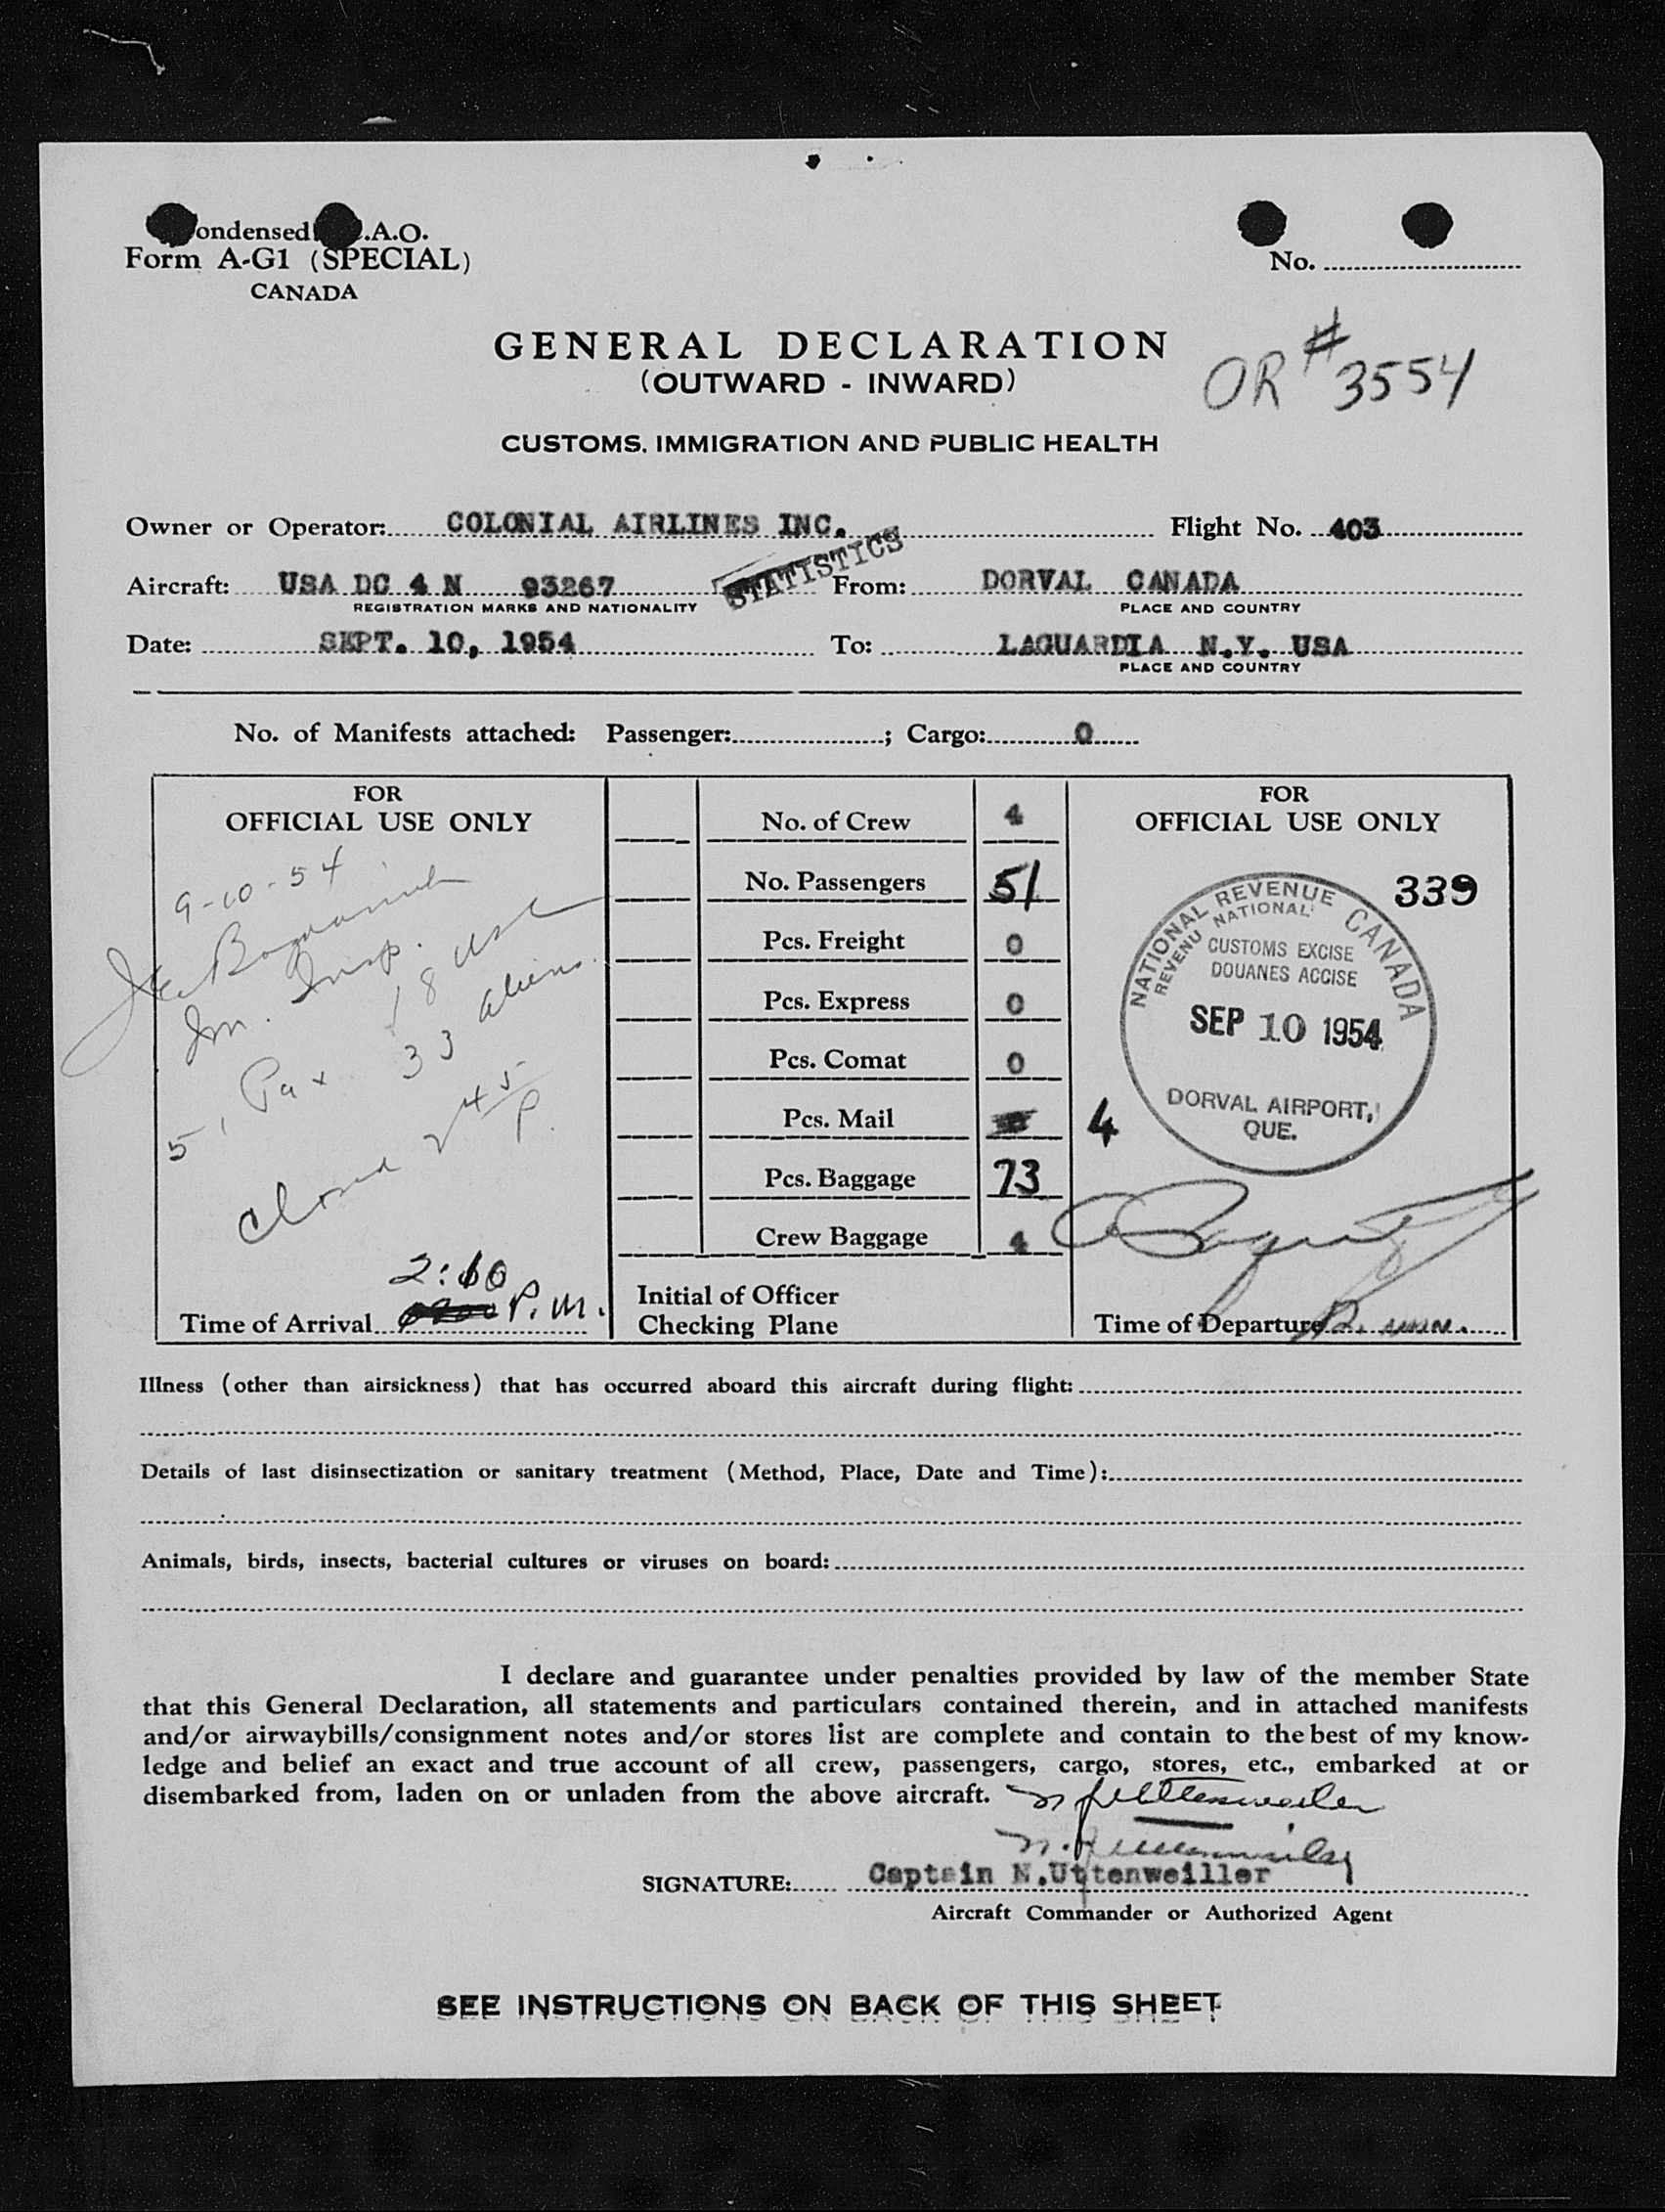 ondensed .A.O.
Form A-G1 (SPECIAL)
CANADA
No.
OR # 3554
GENERAL DECLARATION
(OUTWARD - INWARD)
CUSTOMS, IMMIGRATION AND PUBLIC HEALTH
Owner or Operator: COLONIAL AIRLINES INC. Flight No. 403
STATISTICS
Aircraft: USA DC 4 N 93267 From: DORVAL CANADA
REGISTRATION MARKS AND NATIONALITY PLACE AND COUNTRY
Date: SEPT. 10, 1954 To: LAGUARDIA N.Y. USA
PLACE AND COUNTRY
No. of Manifests attached: Passenger: ; Cargo: 0
FOR
OFFICIAL USE ONLY
9-10-54
Im. Insp.
18 USC
51 Pax 33 aliens.
Closed 2 45 P.
2:10
Time of Arrival P.M.
No. of Crew 4
No. Passengers 51
Pcs. Freight 0
Pcs. Express 0
Pcs. Comat 0
Pcs. Mail
Pcs. Baggage 73
Crew Baggage 4
Initial of Officer
Checking Plane
FOR
OFFICIAL USE ONLY
339
NATIONAL REVENUE CANADA
REVENU NATIONAL
CUSTOMS EXCISE
DOUANES ACCISE
SEP 10 1954
DORVAL AIRPORT,
QUE.
4
Time of Departure
Illness (other than airsickness) that has occurred aboard this aircraft during flight:
Details of last disinsectization or sanitary treatment (Method, Place, Date and Time):
Animals, birds, insects, bacterial cultures or viruses on board:
I declare and guarantee under penalties provided by law of the member State
that this General Declaration, all statements and particulars contained therein, and in attached manifests
and/or airwaybills/consignment notes and/or stores list are complete and contain to the best of my know-
ledge and belief an exact and true account of all crew, passengers, cargo, stores, etc., embarked at or
disembarked from, laden on or unladen from the above aircraft.
SIGNATURE: Captain N.Uttenweiller
Aircraft Commander or Authorized Agent
SEE INSTRUCTIONS ON BACK OF THIS SHEET